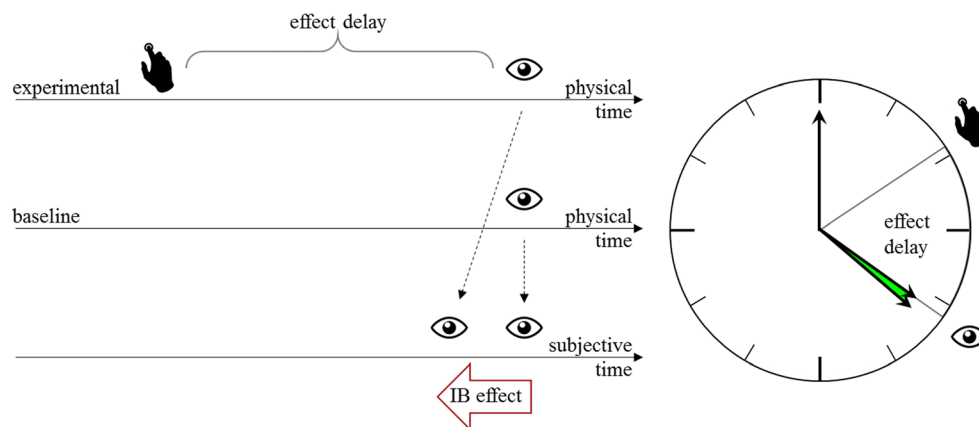 effect delay
experimental
physical
time
baseline
physical
time
subjective
time
IB effect
effect
delay